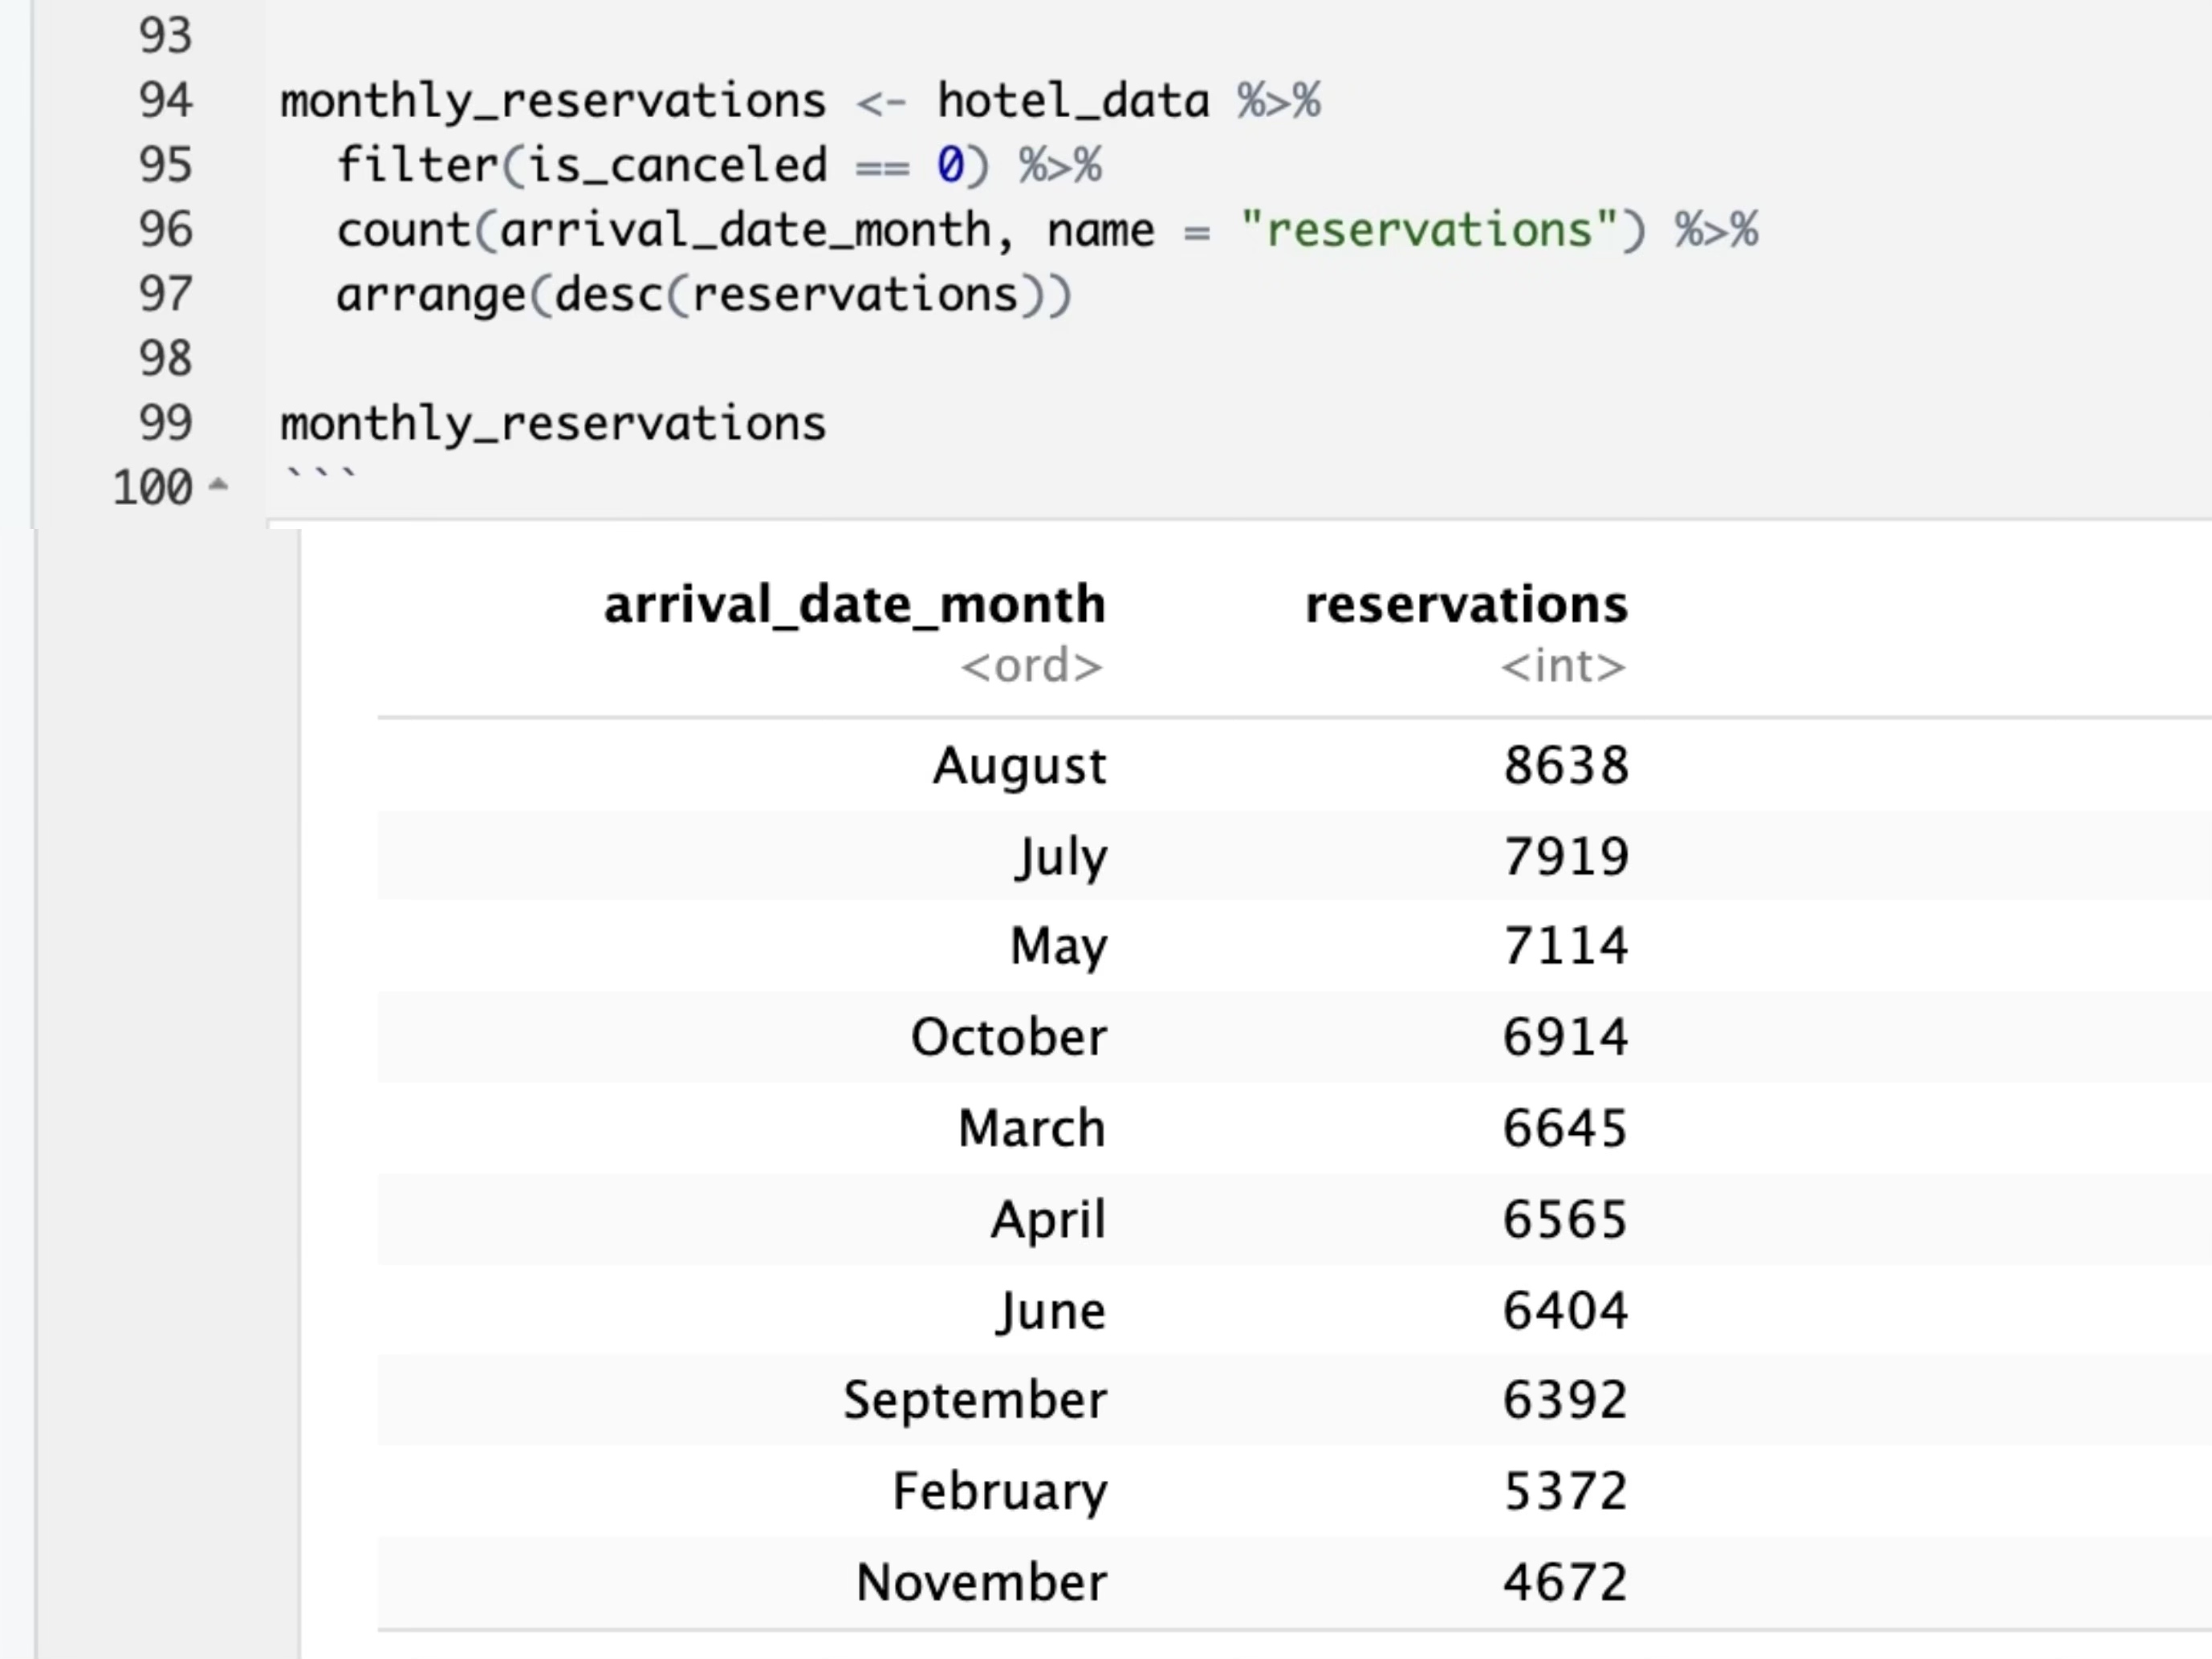 93
94 monthly_reservations <- hotel_data %>%
95 filter(is_canceled == 0) %>%
96 count(arrival_date_month, name = "reservations") %>%
97 arrange(desc(reservations))
98
99 monthly_reservations
100 ```
arrival_date_month reservations
<ord> <int>
August 8638
July 7919
May 7114
October 6914
March 6645
April 6565
June 6404
September 6392
February 5372
November 4672